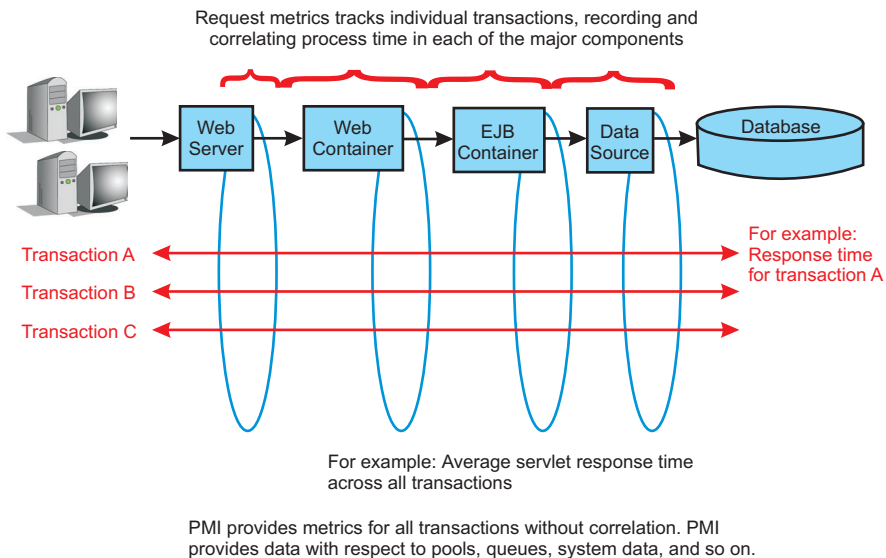 Request metrics tracks individual transactions, recording and
correlating process time in each of the major components
Web
Server
Web
Container
EJB
Container
Data
Source
Database
Transaction A
For example:
Response time
for transaction A
Transaction B
Transaction C
For example: Average servlet response time
across all transactions
PMI provides metrics for all transactions without correlation. PMI
provides data with respect to pools, queues, system data, and so on.